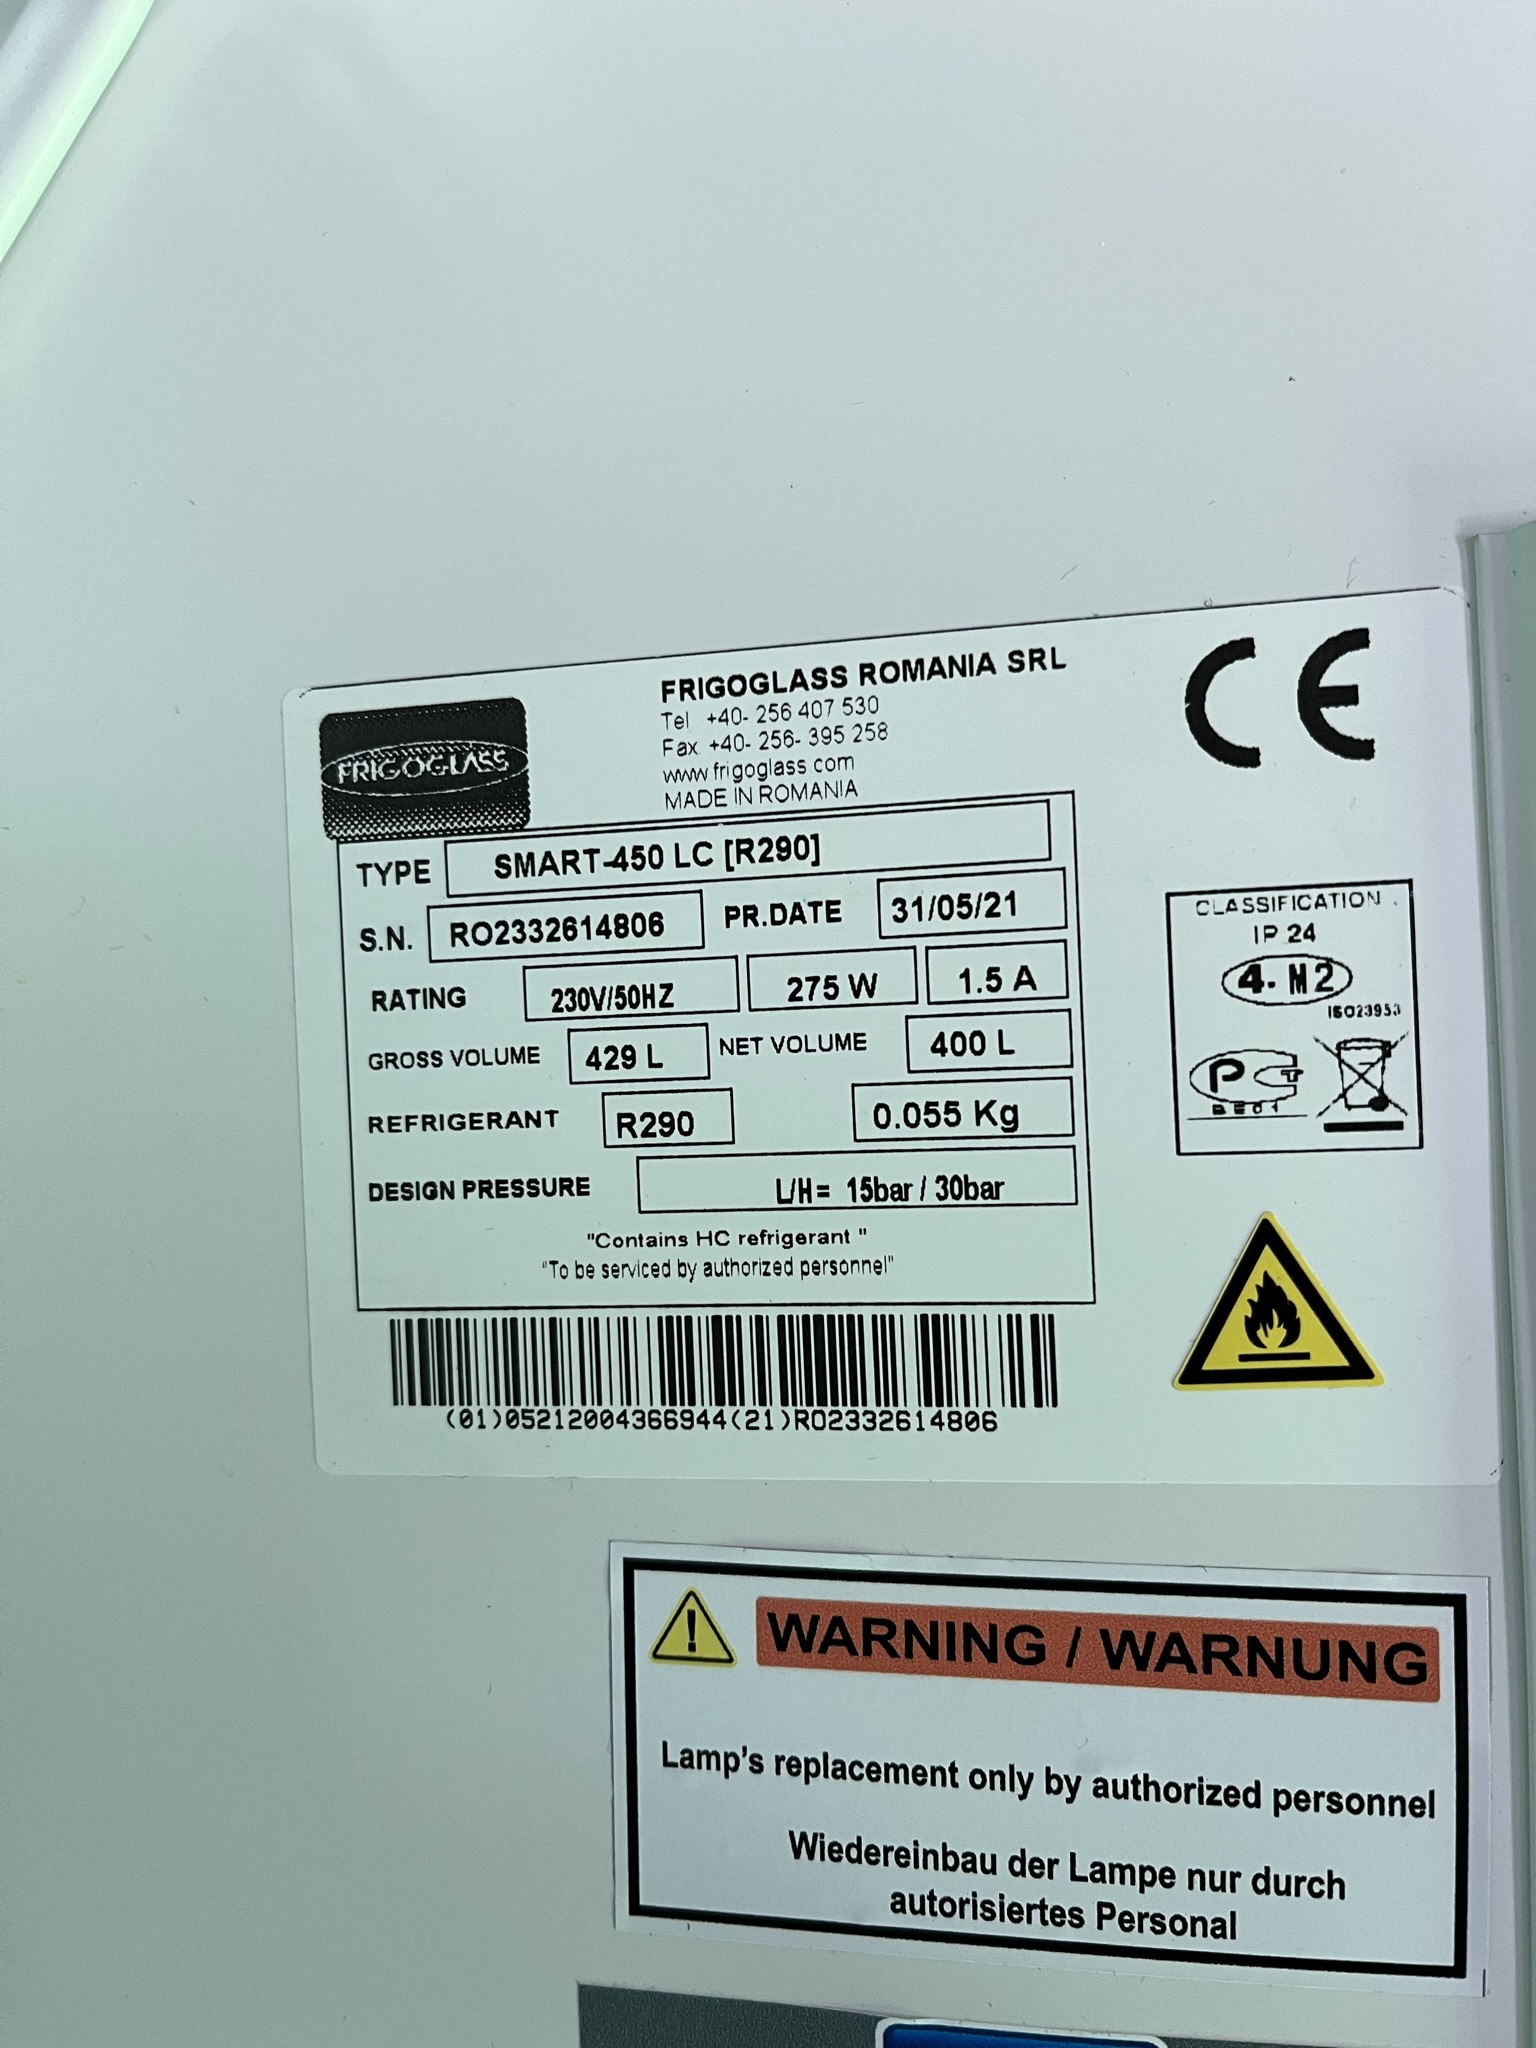 FRIGOGLASS
FRIGOGLASS ROMANIA SRL
Tel +40- 256 407 530
Fax +40- 256- 395 258
www.frigoglass.com
MADE IN ROMANIA
CE
TYPE SMART-450 LC [R290]
S.N. RO2332614806 PR.DATE 31/05/21
RATING 230V/50HZ 275 W 1.5 A
GROSS VOLUME 429 L NET VOLUME 400 L
REFRIGERANT R290 0.055 Kg
DESIGN PRESSURE L/H= 15bar / 30bar
"Contains HC refrigerant "
"To be serviced by authorized personnel"
(01)05212004366944(21)RO2332614806
CLASSIFICATION
IP 24
4. M2
ISO23953
PCT
BE01
WARNING / WARNUNG
Lamp's replacement only by authorized personnel
Wiedereinbau der Lampe nur durch
autorisiertes Personal